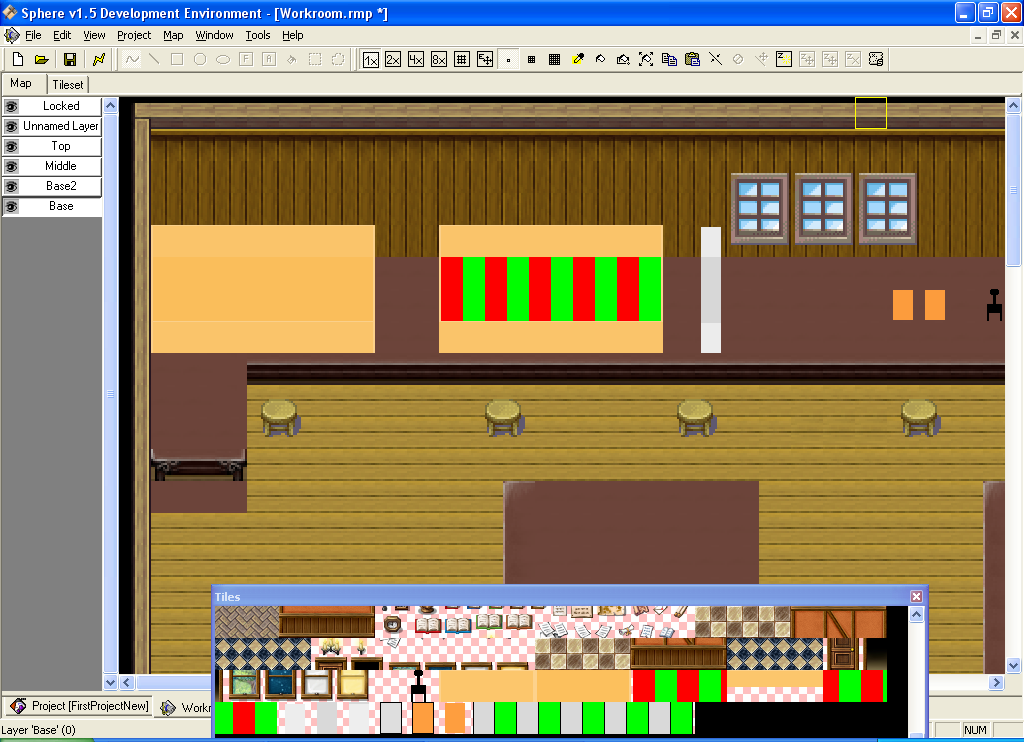 Sphere v1.5 Development Environment - [Workroom.rmp *]
File Edit View Project Map Window Tools Help
1x 2x 4x 8x
F A Z
Map Tileset
Locked
Unnamed Layer
Top
Middle
Base2
Base
Tiles
Project [FirstProjectNew] Workr
Layer 'Base' (0) NUM